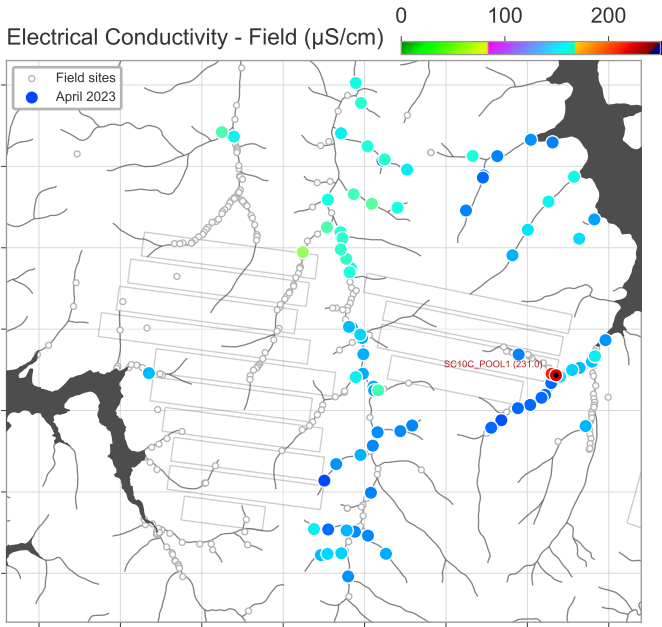 0 100 200
Electrical Conductivity - Field (µS/cm)
Field sites
April 2023
SC10C_POOL1 (231.0)